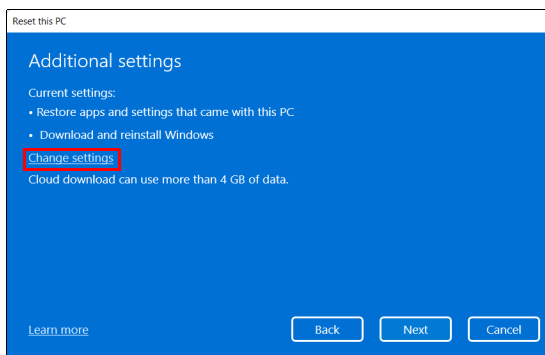 Reset this PC
Additional settings
Current settings:
• Restore apps and settings that came with this PC
• Download and reinstall Windows
Change settings
Cloud download can use more than 4 GB of data.
Learn more
Back
Next
Cancel